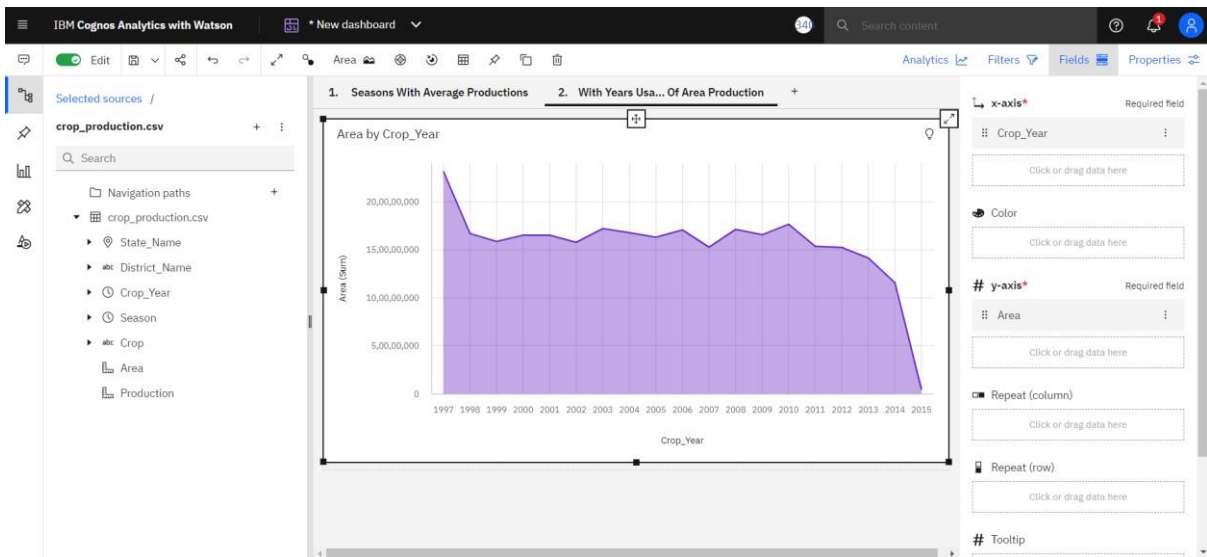 IBM Cognos Analytics with Watson
* New dashboard
Search content
Edit
Area
Analytics
Filters
Fields
Properties
Selected sources /
crop_production.csv
Search
Navigation paths
crop_production.csv
State_Name
abc District_Name
Crop_Year
Season
abc Crop
Area
Production
1. Seasons With Average Productions
2. With Years Usa... Of Area Production
Area by Crop_Year
Area (Sum)
20,00,00,000
15,00,00,000
10,00,00,000
5,00,00,000
0
1997 1998 1999 2000 2001 2002 2003 2004 2005 2006 2007 2008 2009 2010 2011 2012 2013 2014 2015
Crop_Year
x-axis*
Required field
Crop_Year
Click or drag data here
Color
Click or drag data here
# y-axis*
Required field
Area
Click or drag data here
Repeat (column)
Click or drag data here
Repeat (row)
Click or drag data here
# Tooltip